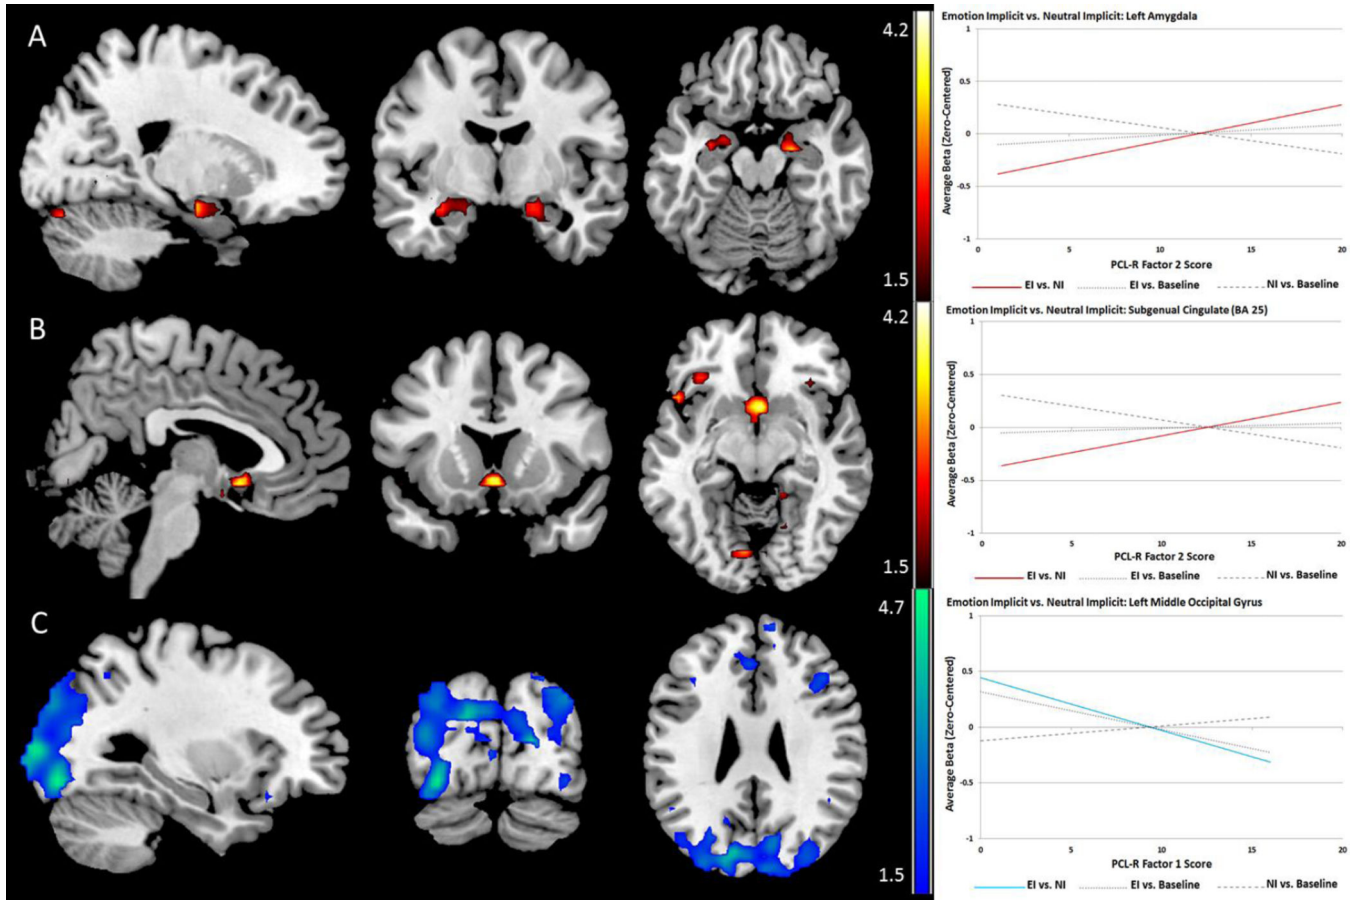 A
4.2
1.5
Emotion Implicit vs. Neutral Implicit: Left Amygdala
Average Beta (Zero-Centered)
1
0.5
0
-0.5
-1
0 5 10 15 20
PCL-R Factor 2 Score
EI vs. NI EI vs. Baseline NI vs. Baseline
B
4.2
1.5
Emotion Implicit vs. Neutral Implicit: Subgenual Cingulate (BA 25)
Average Beta (Zero-Centered)
1
0.5
0
-0.5
-1
0 5 10 15 20
PCL-R Factor 2 Score
EI vs. NI EI vs. Baseline NI vs. Baseline
C
4.7
1.5
Emotion Implicit vs. Neutral Implicit: Left Middle Occipital Gyrus
Average Beta (Zero-Centered)
1
0.5
0
-0.5
-1
0 5 10 15 20
PCL-R Factor 1 Score
EI vs. NI EI vs. Baseline NI vs. Baseline